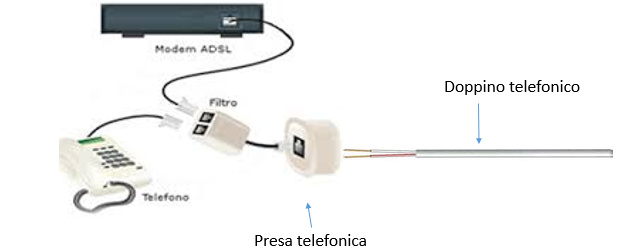 Modem ADSL
Doppino telefonico
Filtro
Telefono
Presa telefonica